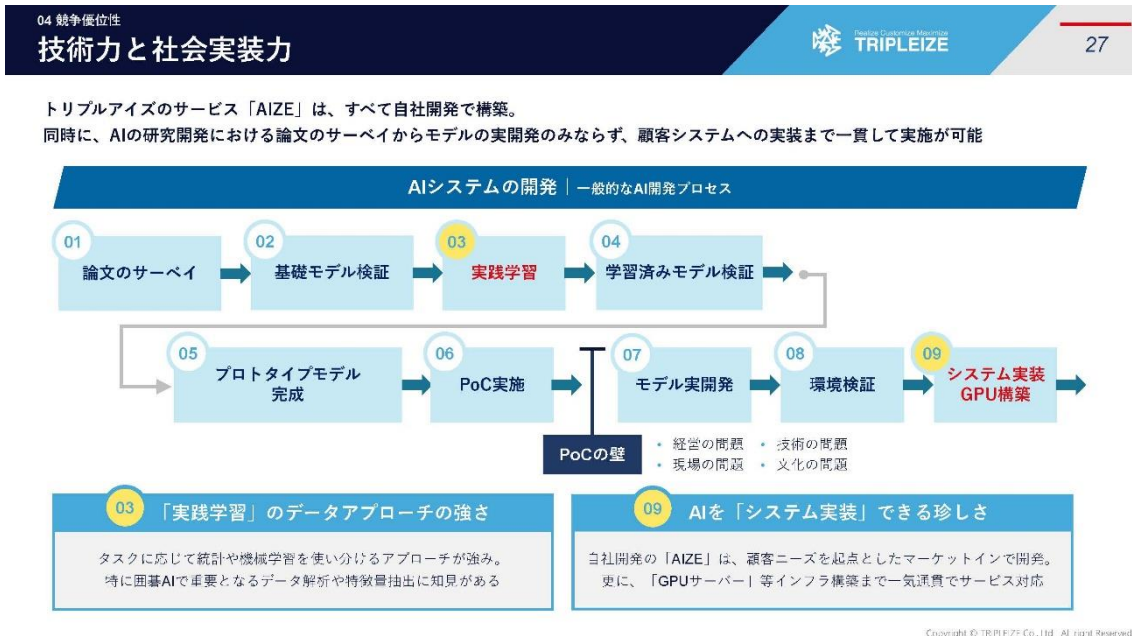 04 競争優位性
技術力と社会実装力
Realize Customize Maximize
TRIPLEIZE
27
トリプルアイズのサービス「AIZE」は、すべて自社開発で構築。
同時に、AIの研究開発における論文のサーベイからモデルの実開発のみならず、顧客システムへの実装まで一貫して実施が可能
AIシステムの開発｜一般的なAI開発プロセス
01
論文のサーベイ
02
基礎モデル検証
03
実践学習
04
学習済みモデル検証
05
プロトタイプモデル
完成
06
PoC実施
07
モデル実開発
08
環境検証
09
システム実装
GPU構築
PoCの壁
• 経営の問題 • 技術の問題
• 現場の問題 • 文化の問題
03 「実践学習」のデータアプローチの強さ
タスクに応じて統計や機械学習を使い分けるアプローチが強み。
特に囲碁AIで重要となるデータ解析や特徴量抽出に知見がある
09 AIを「システム実装」できる珍しさ
自社開発の「AIZE」は、顧客ニーズを起点としたマーケットインで開発。
更に、「GPUサーバー」等インフラ構築まで一気通貫でサービス対応
Copyright © TRIPLEIZE Co., Ltd. All right Reserved